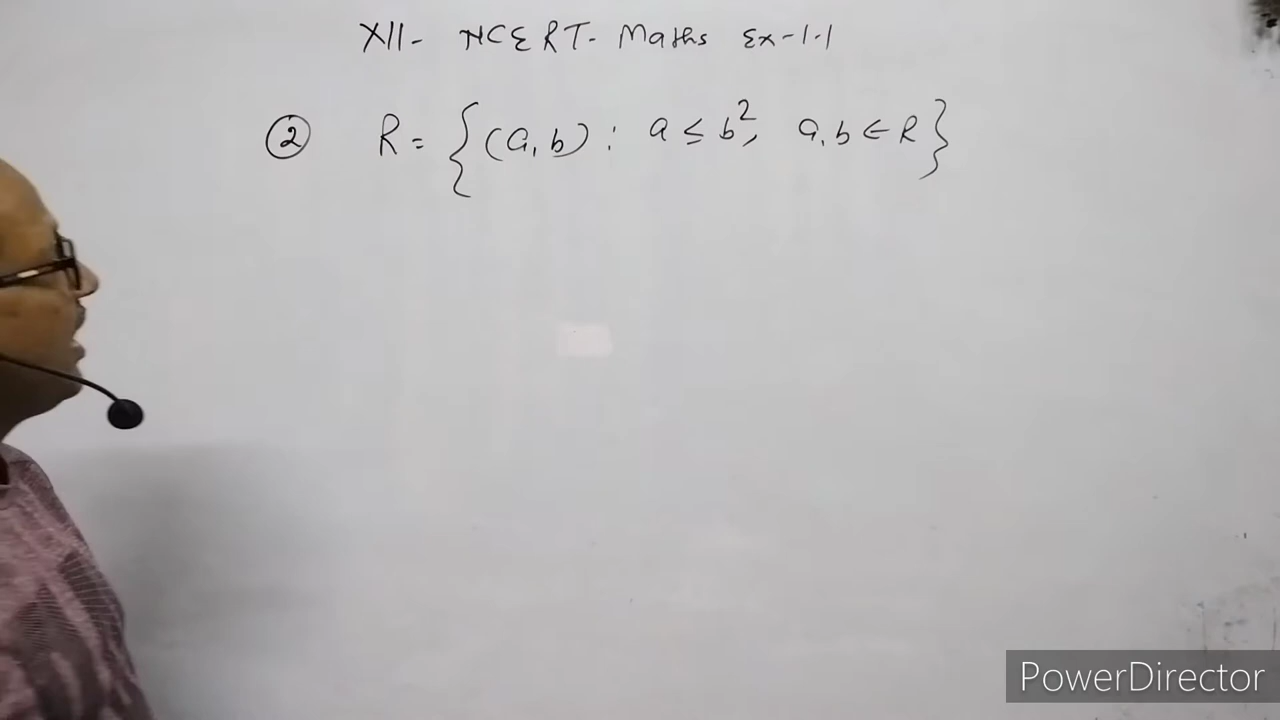 XII- NCERT- Maths Ex-1.1
② R = {(a,b) : a ≤ b², a,b ∈ R}
PowerDirector